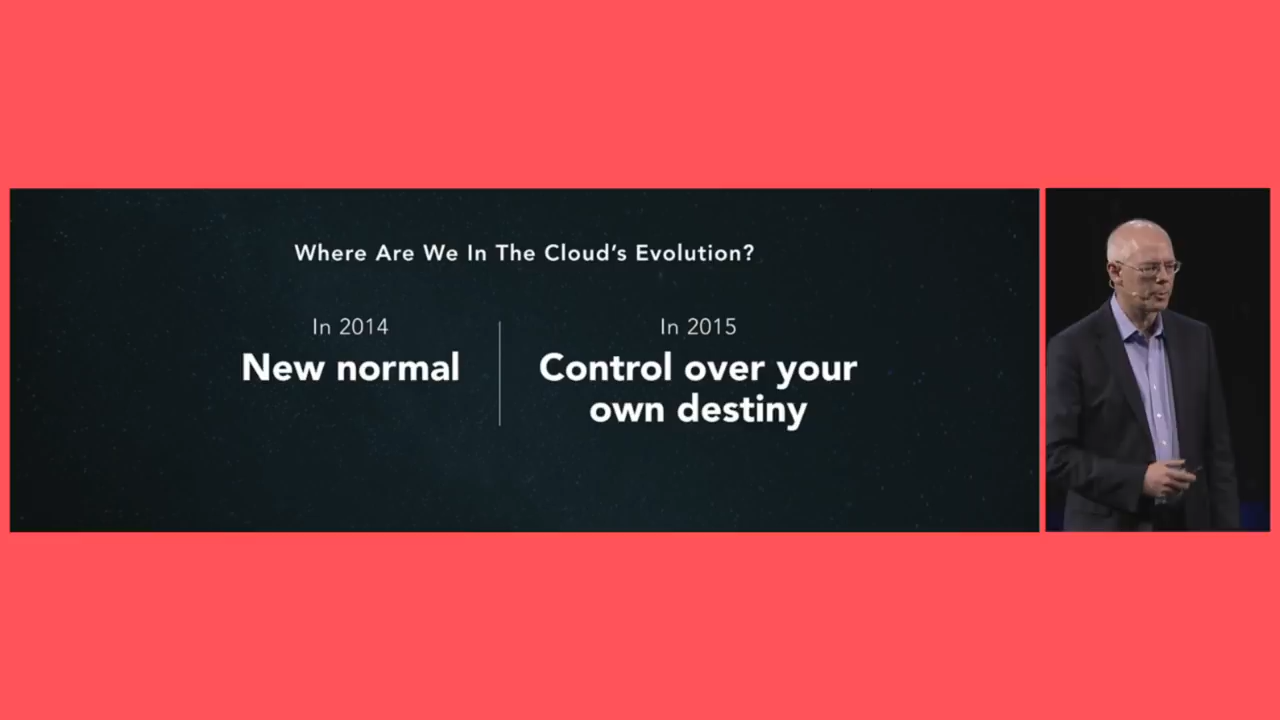 Where Are We In The Cloud's Evolution?
In 2014
New normal
In 2015
Control over your
own destiny